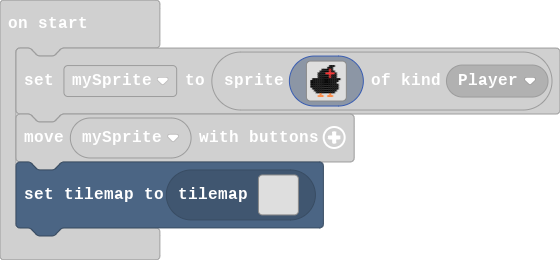 on start
set mySprite to sprite of kind Player
move mySprite with buttons
set tilemap to tilemap